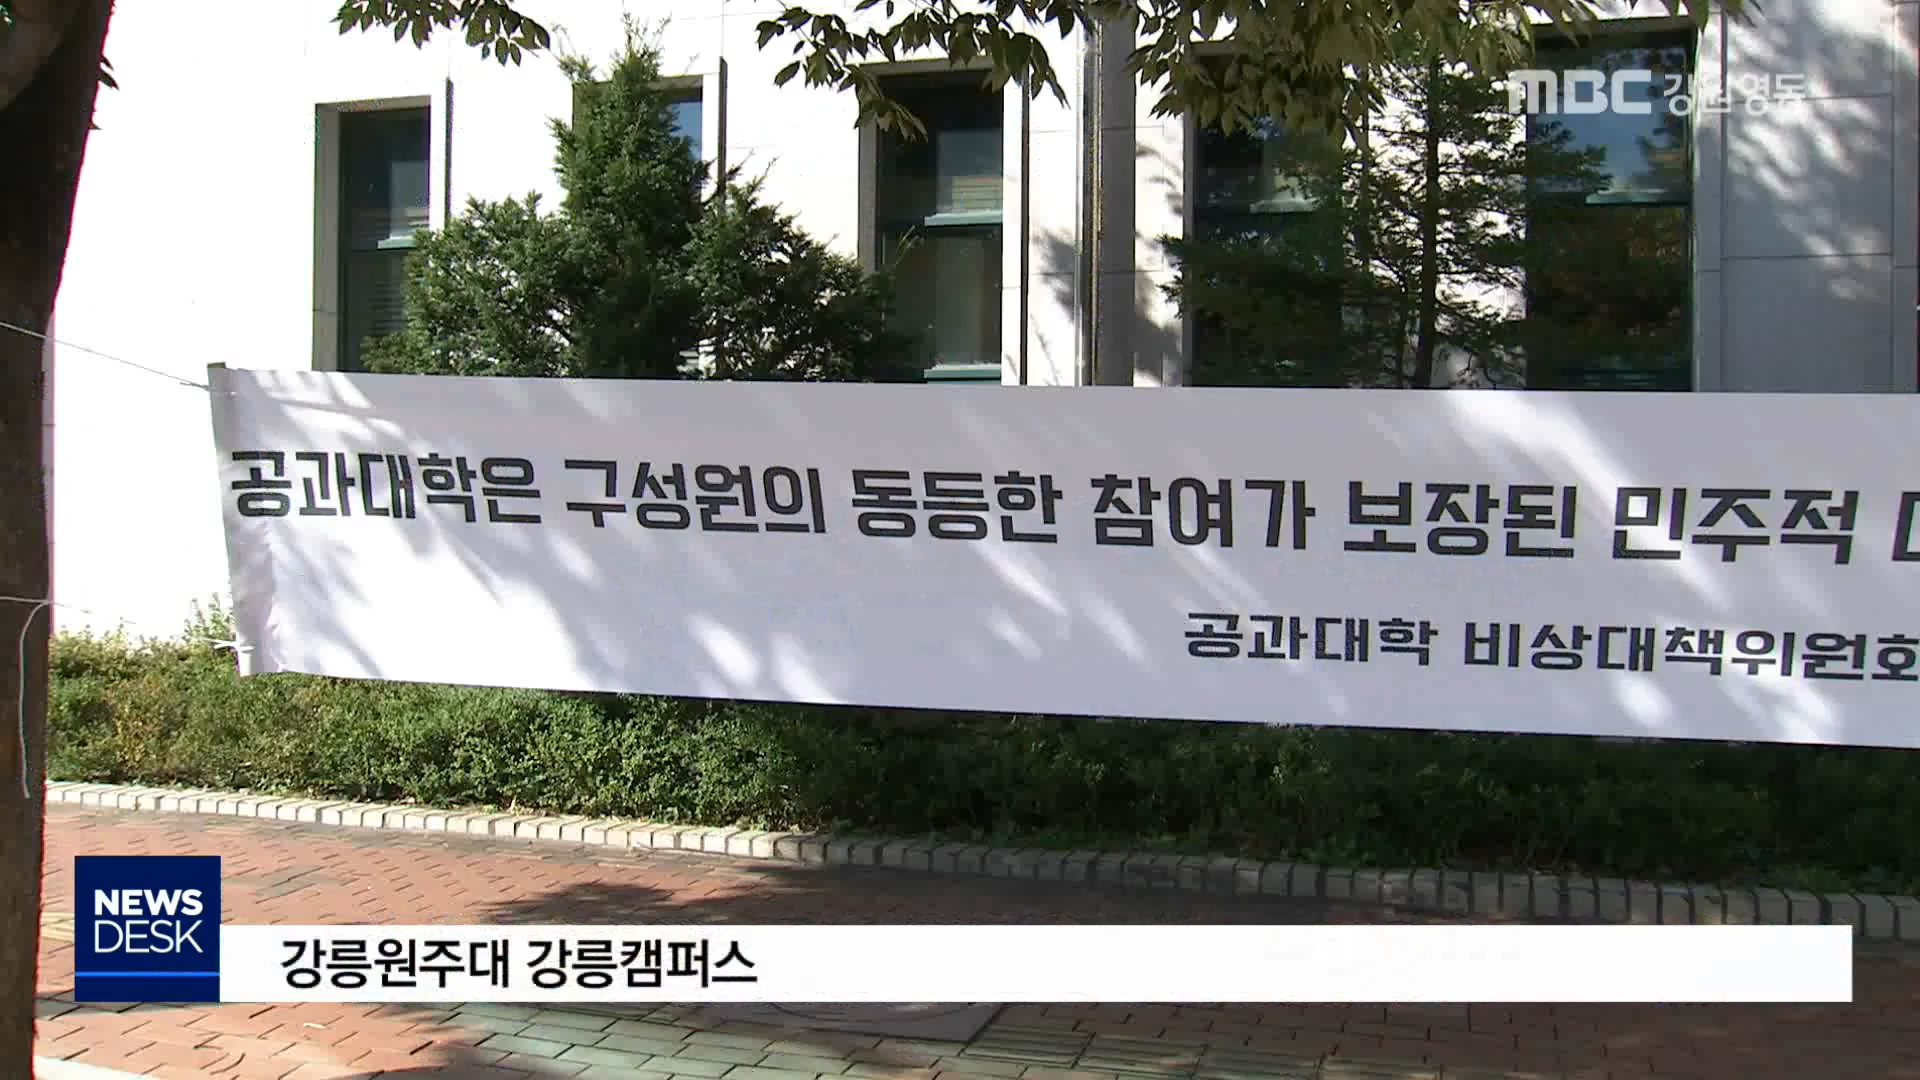 MBC 강원영동
공과대학은 구성원의 동등한 참여가 보장된 민주적
공과대학 비상대책위원회
NEWS
DESK
강릉원주대 강릉캠퍼스